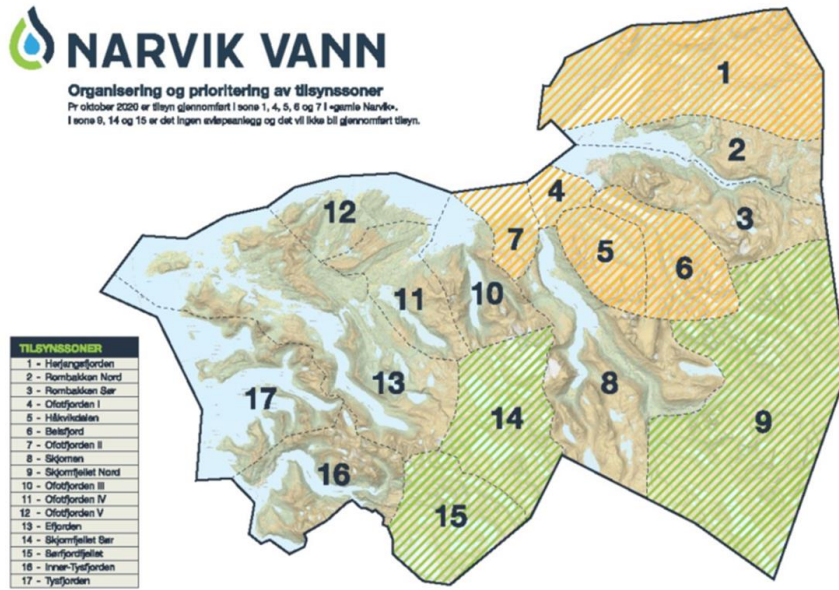 NARVIK VANN
Organisering og prioritering av tilsynssoner
Pr oktober 2020 er tilsyn gjennomført i sone 1, 4, 5, 6 og 7 i «gamle Narvik».
I sone 9, 14 og 15 er det ingen avløpsanlegg og det vil ikke bli gjennomført tilsyn.
1
2
3
4
12
7
5
6
11
10
13
8
17
14
9
16
15
TILSYNSSONER
1 - Herjangsfjorden
2 - Rombakken Nord
3 - Rombakken Sør
4 - Ofotfjorden I
5 - Håkvikdalen
6 - Beisfjord
7 - Ofotfjorden II
8 - Skjomen
9 - Skjomfjellet Nord
10 - Ofotfjorden III
11 - Ofotfjorden IV
12 - Ofotfjorden V
13 - Efjorden
14 - Skjomfjellet Sør
15 - Sørfjordfjellet
16 - Inner-Tysfjorden
17 - Tysfjorden